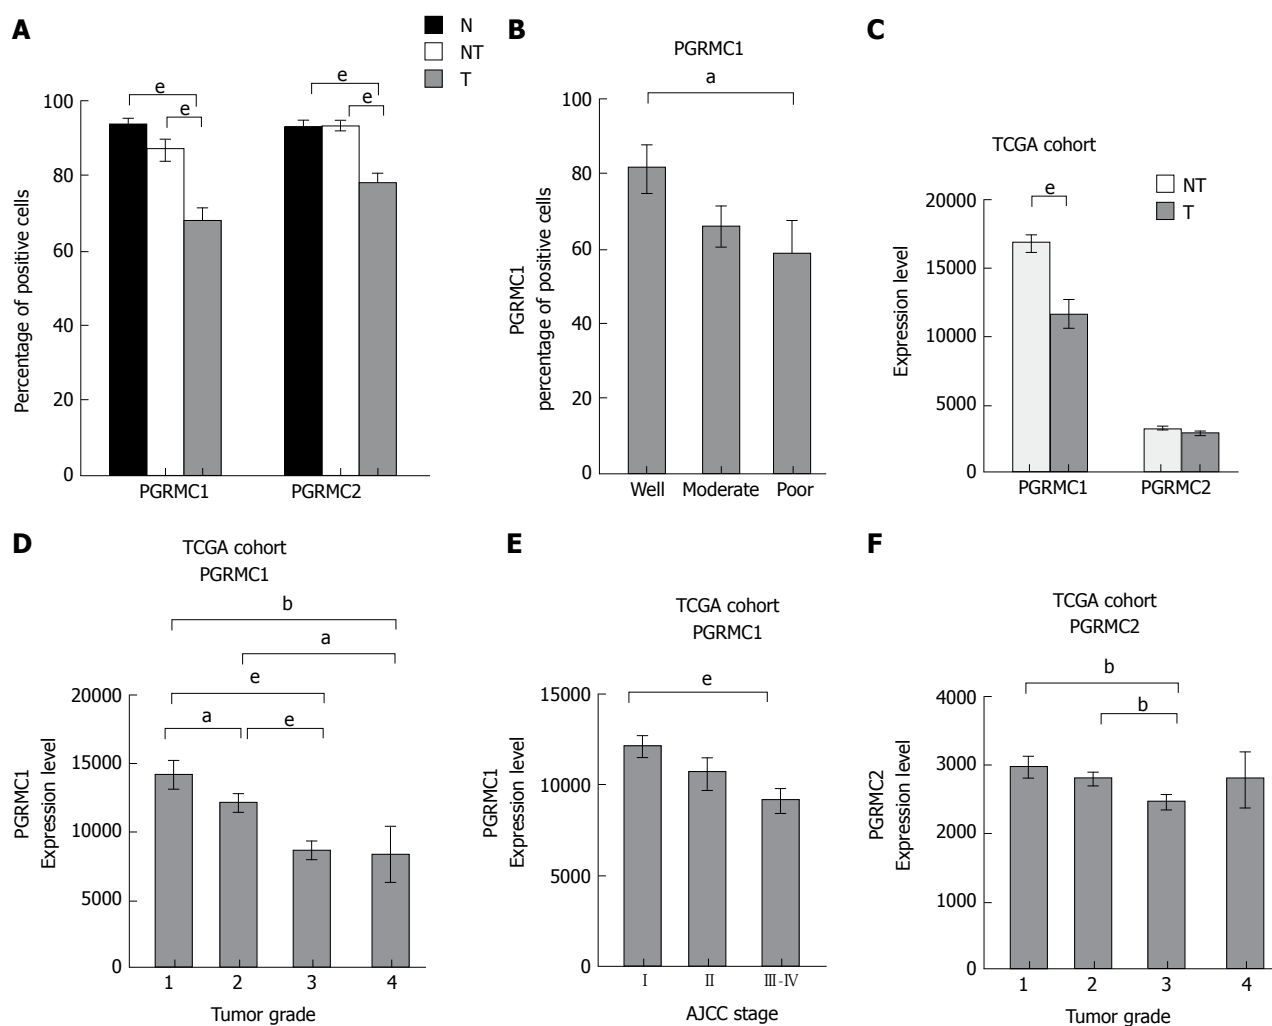 A
N
NT
T
e
e
e
e
100
80
60
40
20
0
Percentage of positive cells
PGRMC1
PGRMC2
B
PGRMC1
a
100
80
60
40
20
0
PGRMC1
percentage of positive cells
Well
Moderate
Poor
C
TCGA cohort
NT
T
e
20000
15000
10000
5000
0
Expression level
PGRMC1
PGRMC2
D
TCGA cohort
PGRMC1
b
a
e
a
e
20000
15000
10000
5000
0
PGRMC1
Expression level
1
2
3
4
Tumor grade
E
TCGA cohort
PGRMC1
e
15000
10000
5000
0
PGRMC1
Expression level
I
II
III-IV
AJCC stage
F
TCGA cohort
PGRMC2
b
b
4000
3000
2000
1000
0
PGRMC2
Expression level
1
2
3
4
Tumor grade